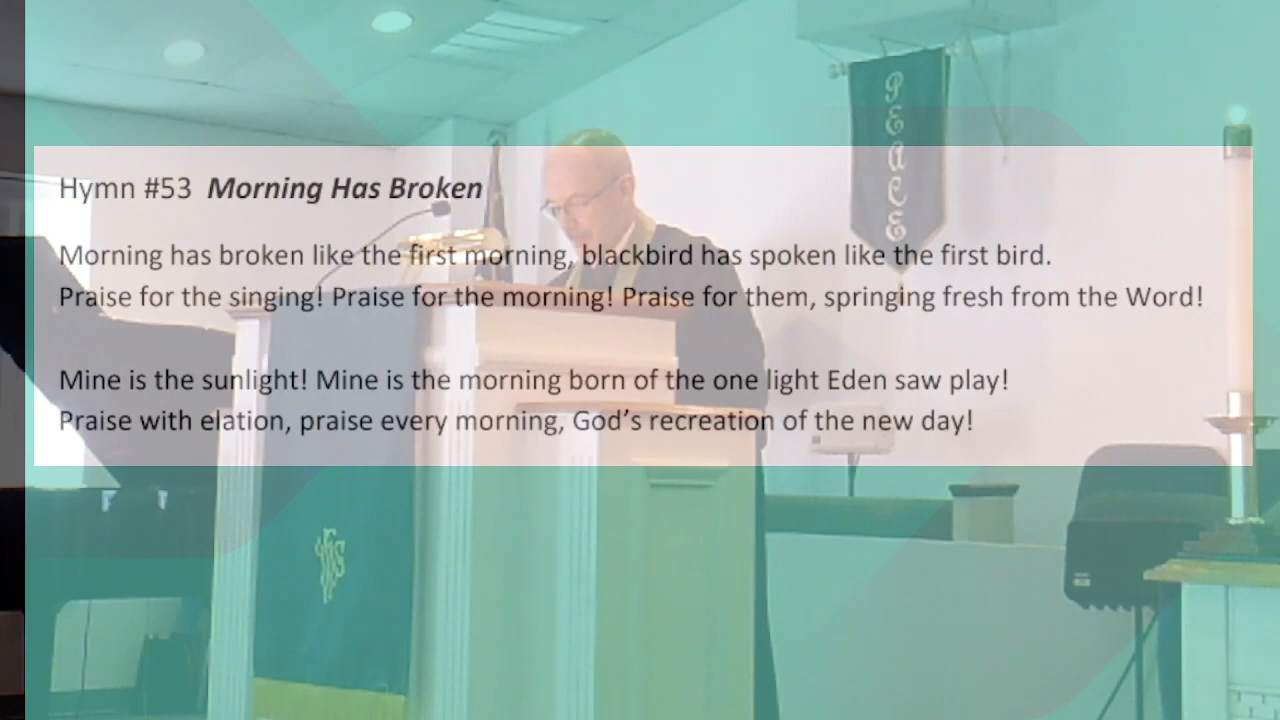 PEACE
Hymn #53 Morning Has Broken
Morning has broken like the first morning, blackbird has spoken like the first bird.
Praise for the singing! Praise for the morning! Praise for them, springing fresh from the Word!
Mine is the sunlight! Mine is the morning born of the one light Eden saw play!
Praise with elation, praise every morning, God’s recreation of the new day!
IHS